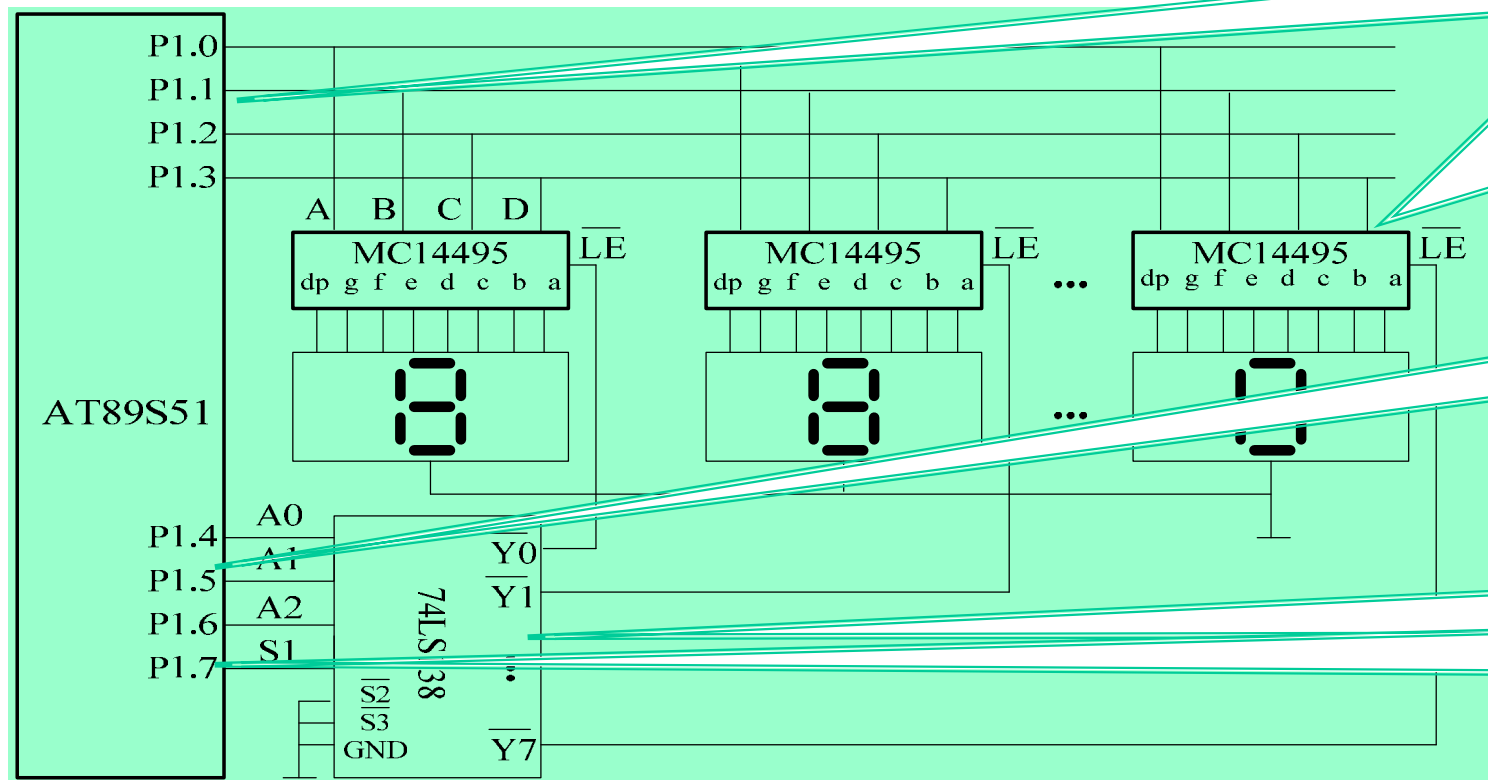 P1.0
P1.1
P1.2
P1.3
A B C D
MC14495 LE MC14495 LE MC14495 LE
dp g f e d c b a dp g f e d c b a ... dp g f e d c b a
AT89S51
...
A0
P1.4
Y0
A1
P1.5
Y1
A2
P1.6
74LS138
S1
P1.7
S2
S3
GND
Y7